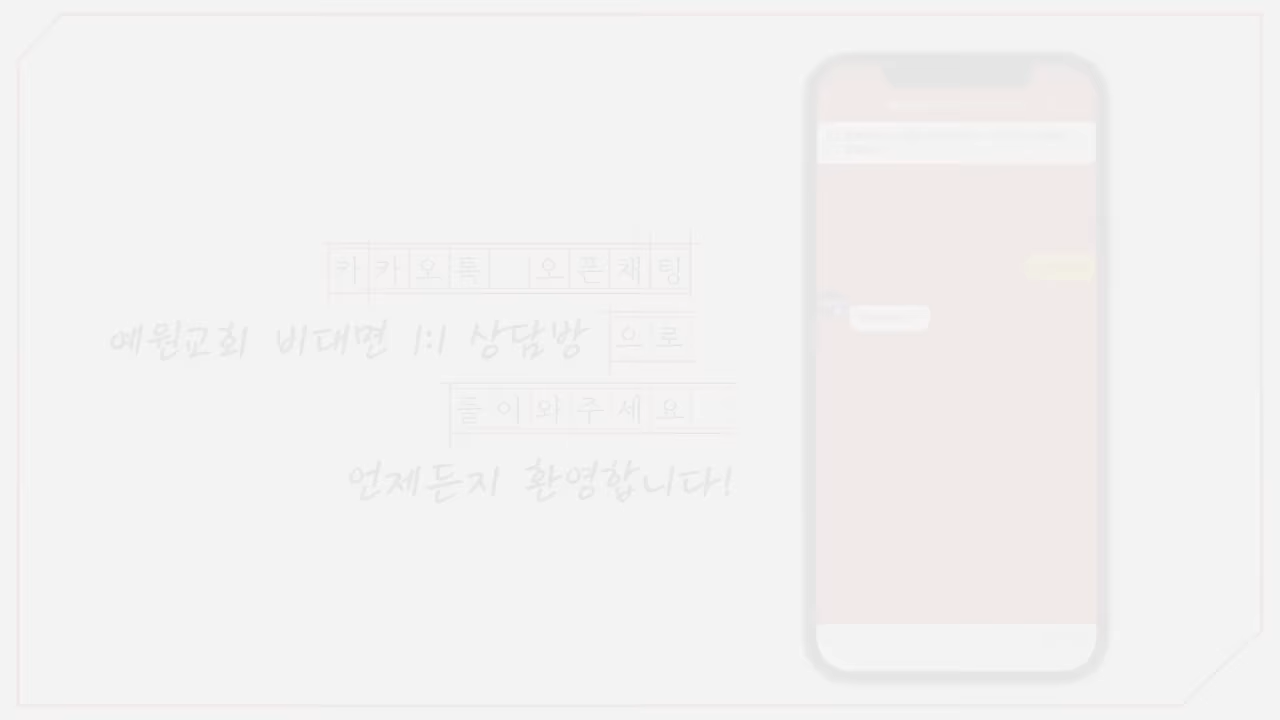 카카오톡 오픈채팅
예원교회 비대면 1:1 상담방으로
들어와주세요
언제든지 환영합니다!